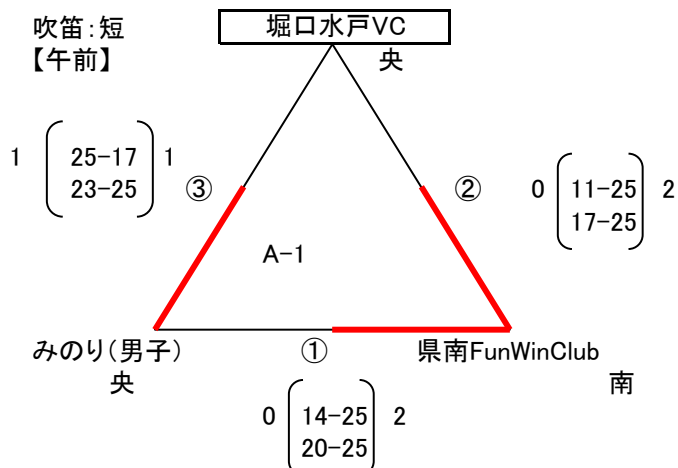 吹笛:短
【午前】
堀口水戸VC
央
1 25-17 1
23-25
③
②
0 11-25 2
17-25
A-1
みのり(男子)
央
①
県南FunWinClub
南
0 14-25 2
20-25